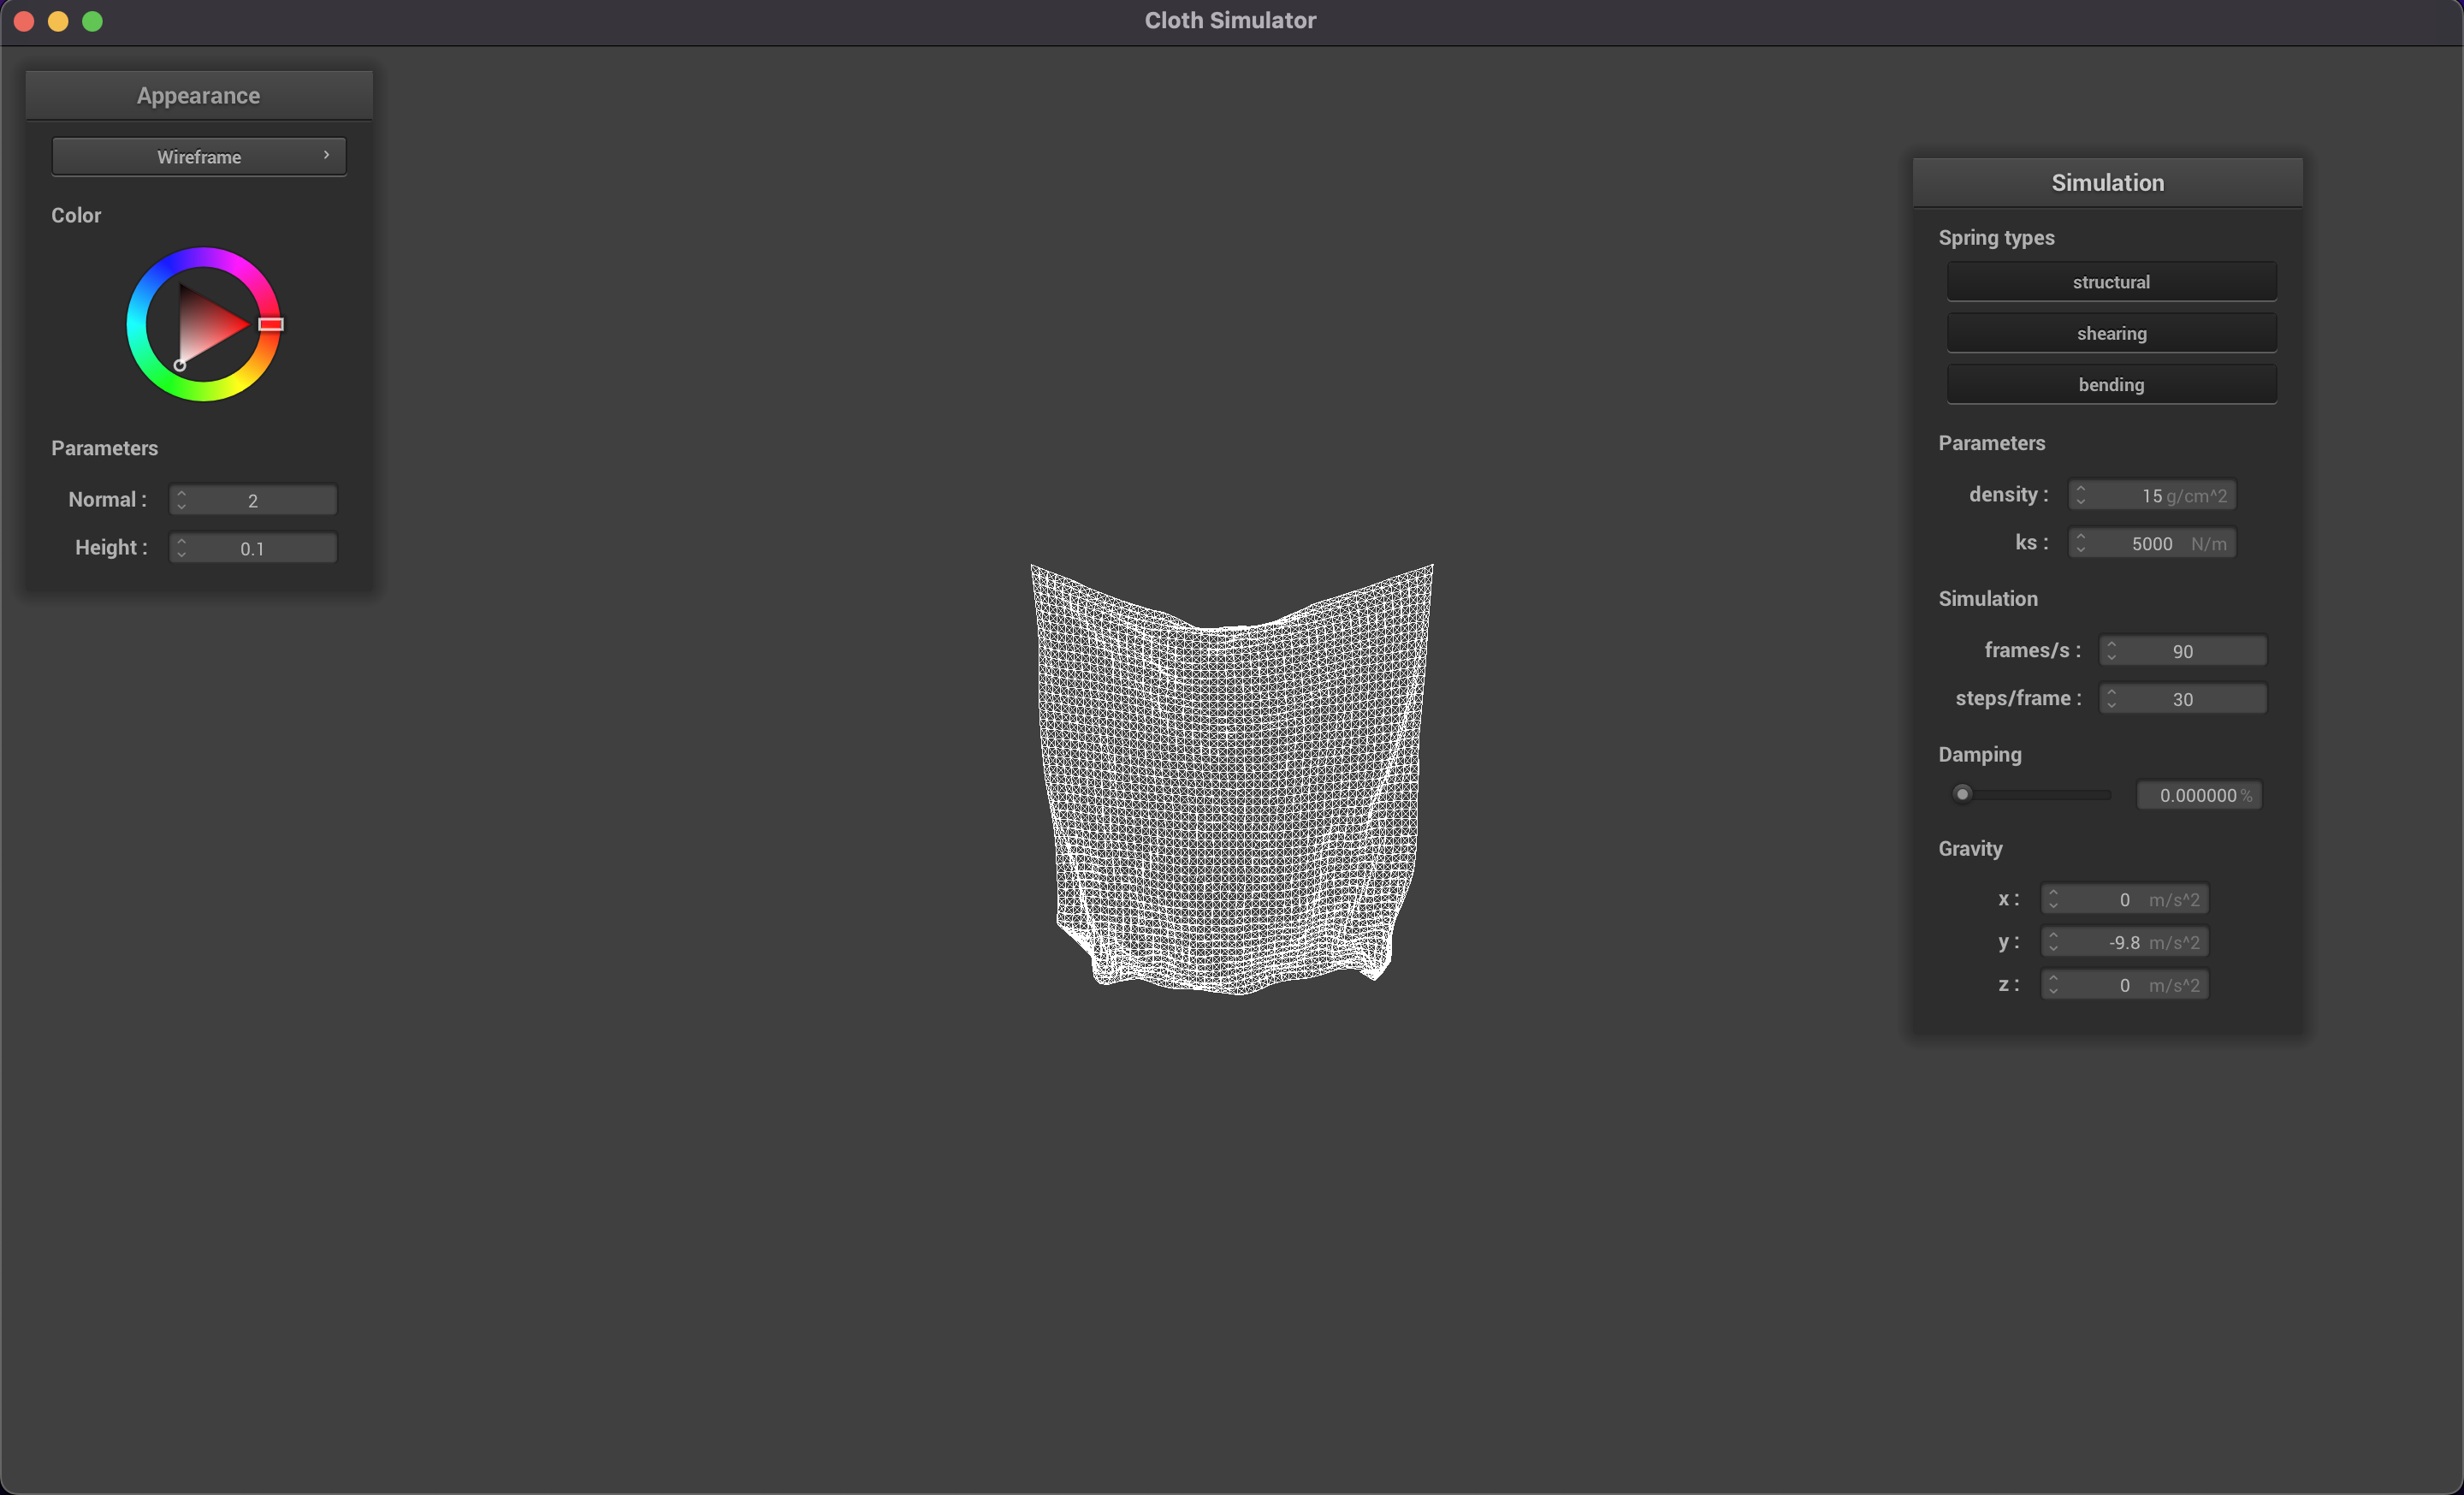 Cloth Simulator
Appearance
Wireframe
Color
Parameters
Normal : 2
Height : 0.1
Simulation
Spring types
structural
shearing
bending
Parameters
density : 15 g/cm^2
ks : 5000 N/m
Simulation
frames/s : 90
steps/frame : 30
Damping
0.000000 %
Gravity
x : 0 m/s^2
y : -9.8 m/s^2
z : 0 m/s^2